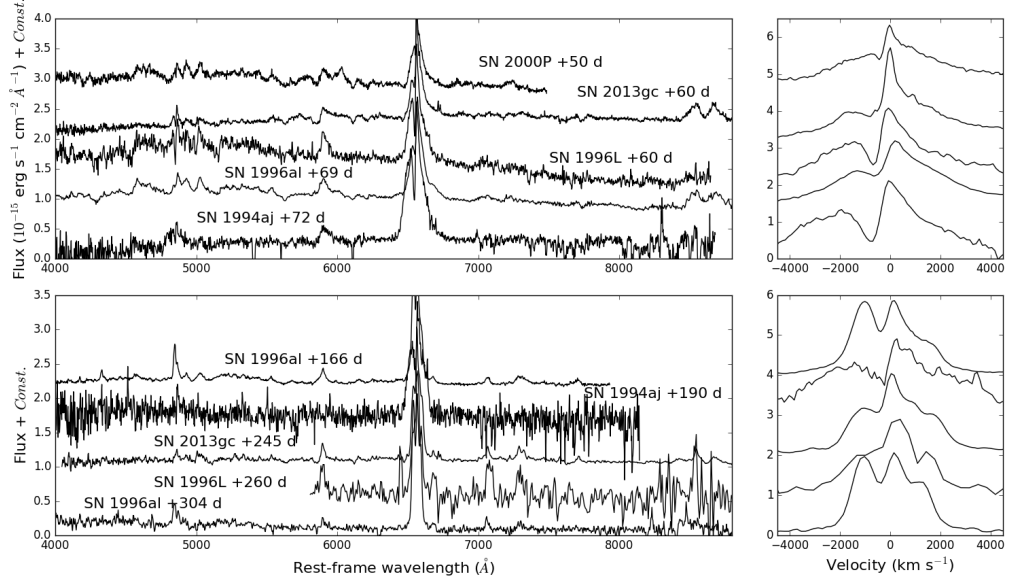 Flux (10⁻¹⁵ erg s⁻¹ cm⁻² Å⁻¹) + Const.
4.0
3.5
3.0
2.5
2.0
1.5
1.0
0.5
0.0
SN 2000P +50 d
SN 2013gc +60 d
SN 1996L +60 d
SN 1996al +69 d
SN 1994aj +72 d
4000 5000 6000 7000 8000
6
5
4
3
2
1
0
−4000 −2000 0 2000 4000
Flux + Const.
3.5
3.0
2.5
2.0
1.5
1.0
0.5
0.0
SN 1996al +166 d
SN 1994aj +190 d
SN 2013gc +245 d
SN 1996L +260 d
SN 1996al +304 d
4000 5000 6000 7000 8000
Rest-frame wavelength (Å)
6
5
4
3
2
1
0
−4000 −2000 0 2000 4000
Velocity (km s⁻¹)